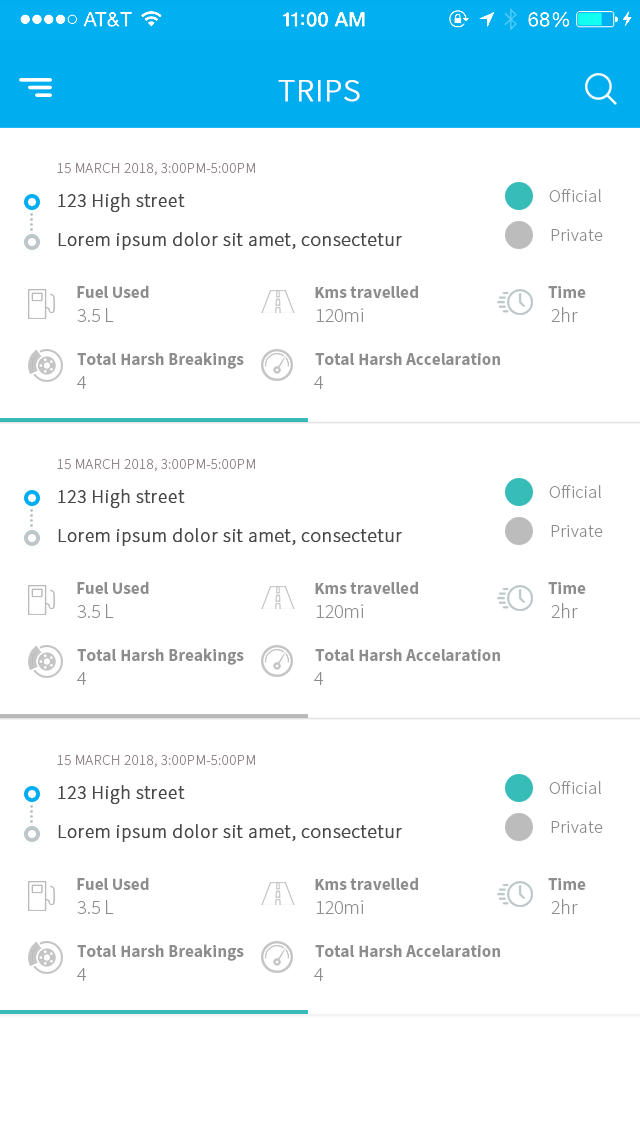 AT&T 11:00 AM 68%
TRIPS
15 MARCH 2018, 3:00PM-5:00PM
123 High street
Official
Lorem ipsum dolor sit amet, consectetur
Private
Fuel Used Kms travelled Time
3.5 L 120mi 2hr
Total Harsh Breakings Total Harsh Accelaration
4 4
15 MARCH 2018, 3:00PM-5:00PM
123 High street
Official
Lorem ipsum dolor sit amet, consectetur
Private
Fuel Used Kms travelled Time
3.5 L 120mi 2hr
Total Harsh Breakings Total Harsh Accelaration
4 4
15 MARCH 2018, 3:00PM-5:00PM
123 High street
Official
Lorem ipsum dolor sit amet, consectetur
Private
Fuel Used Kms travelled Time
3.5 L 120mi 2hr
Total Harsh Breakings Total Harsh Accelaration
4 4